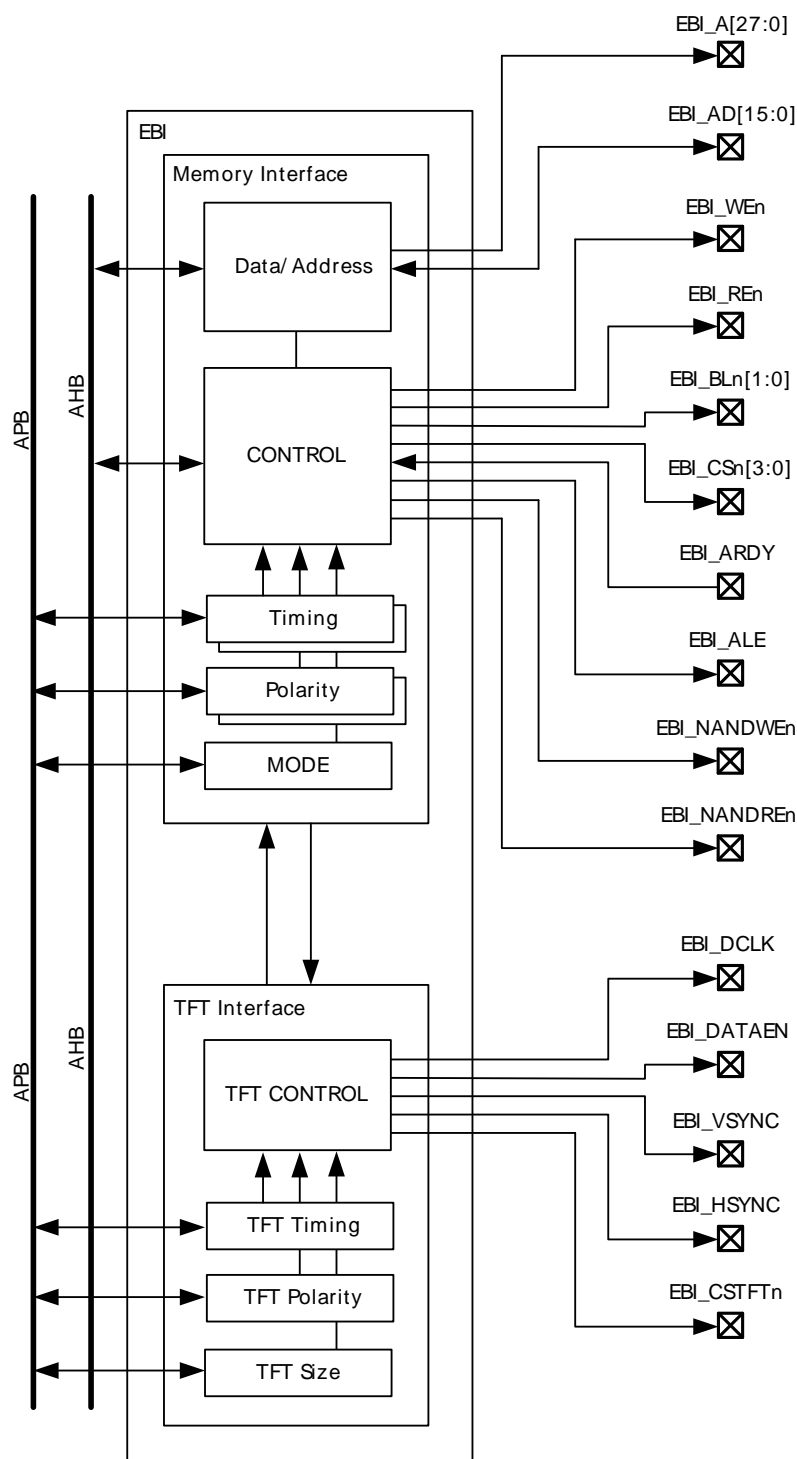 EBI_A[27:0]
EBI_AD[15:0]
EBI
Memory Interface
EBI_WEn
Data/Address
EBI_REn
EBI_BLn[1:0]
APB
AHB
CONTROL
EBI_CSn[3:0]
EBI_ARDY
Timing
EBI_ALE
Polarity
EBI_NANDWEn
MODE
EBI_NANDREn
EBI_DCLK
TFT Interface
EBI_DATAEN
APB
AHB
TFT CONTROL
EBI_VSYNC
EBI_HSYNC
TFT Timing
TFT Polarity
EBI_CSTFTn
TFT Size